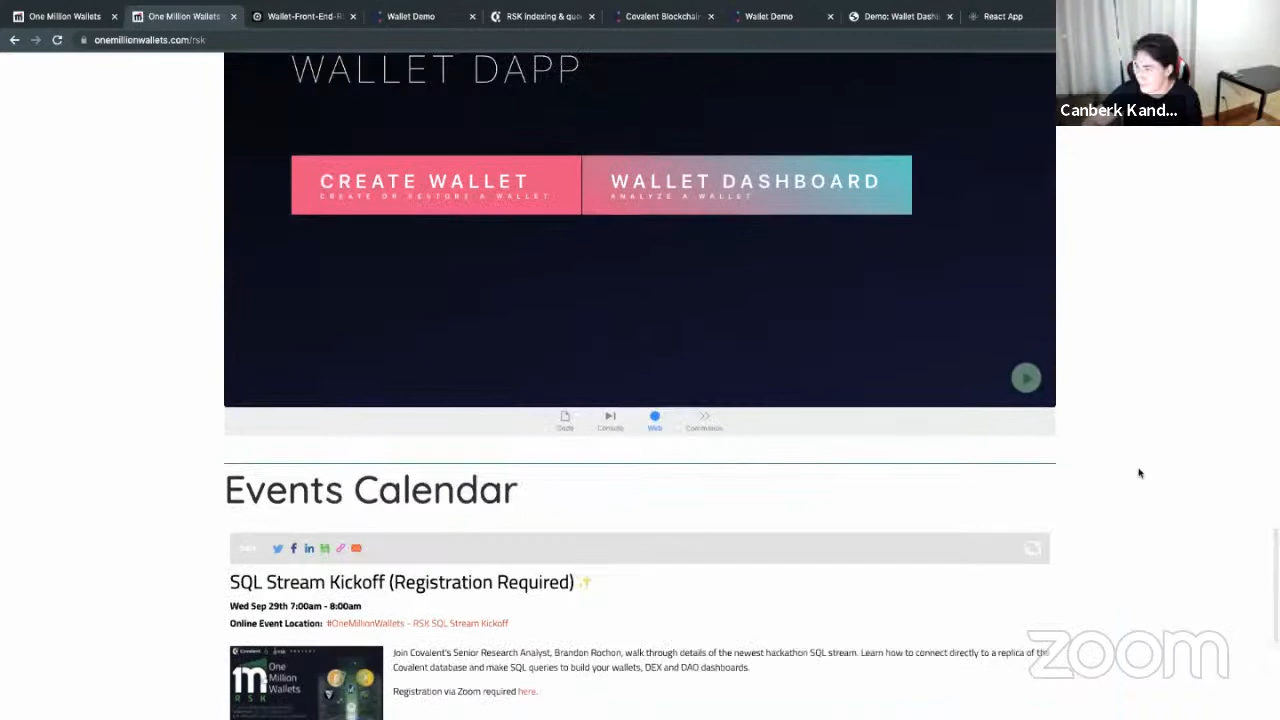 One Million Wallets
One Million Wallets
Wallet-Front-End-R
Wallet Demo
RSK Indexing & que
Covalent Blockchain
Wallet Demo
Demo: Wallet Dash
React App
onemillionwallets.com/rsk
Canberk Kand...
WALLET DAPP
CREATE WALLET
CREATE OR RESTORE A WALLET
WALLET DASHBOARD
ANALYZE A WALLET
Code
Console
Web
Commands
Events Calendar
SQL Stream Kickoff (Registration Required) ✨
Wed Sep 29th 7:00am - 8:00am
Online Event Location: #OneMillionWallets - RSK SQL Stream Kickoff
Join Covalent's Senior Research Analyst, Brandon Rochon, walk through details of the newest hackathon SQL stream. Learn how to connect directly to a replica of the
Covalent database and make SQL queries to build your wallets, DEX and DAO dashboards.
Registration via Zoom required here.
Covalent
One
Million
Wallets
RSK
zoom